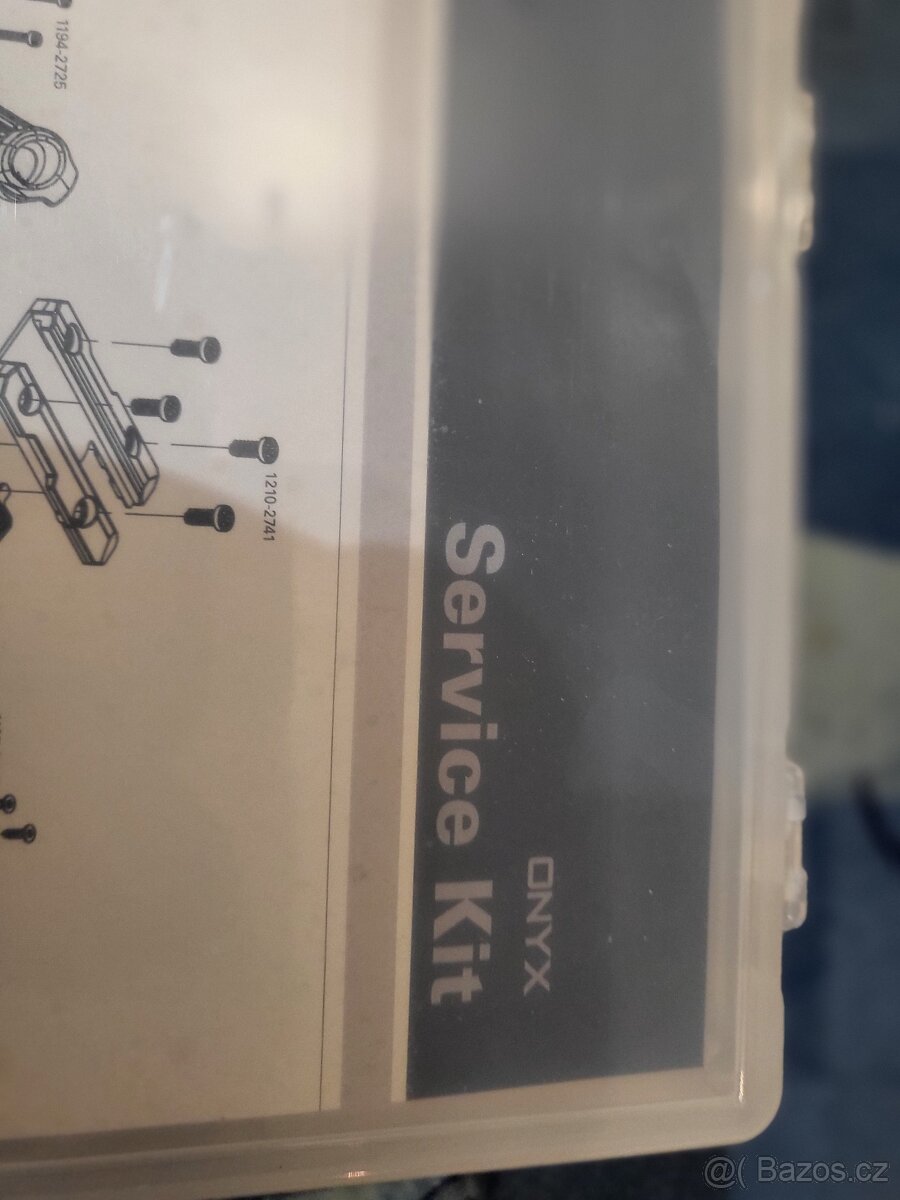 ONYX
Service Kit
1210-2741
1194-2725
@( Bazos.cz